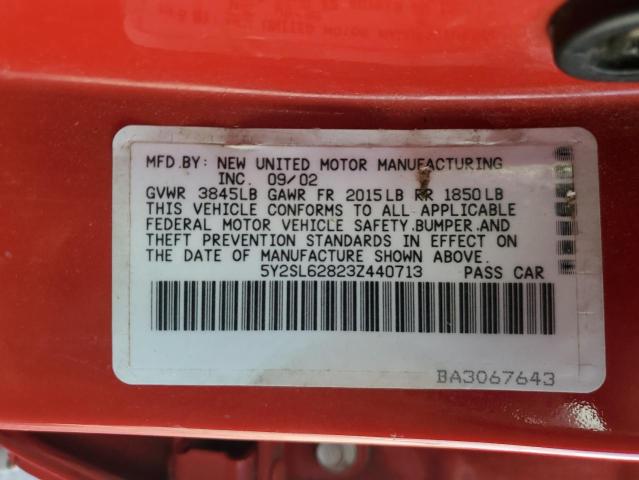 MFD.BY: NEW UNITED MOTOR MANUFACTURING
INC. 09/02
GVWR 3845LB GAWR FR 2015LB RR 1850LB
THIS VEHICLE CONFORMS TO ALL APPLICABLE
FEDERAL MOTOR VEHICLE SAFETY.BUMPER.AND
THEFT PREVENTION STANDARDS IN EFFECT ON
THE DATE OF MANUFACTURE SHOWN ABOVE.
5Y2SL62823Z440713 PASS CAR
BA3067643